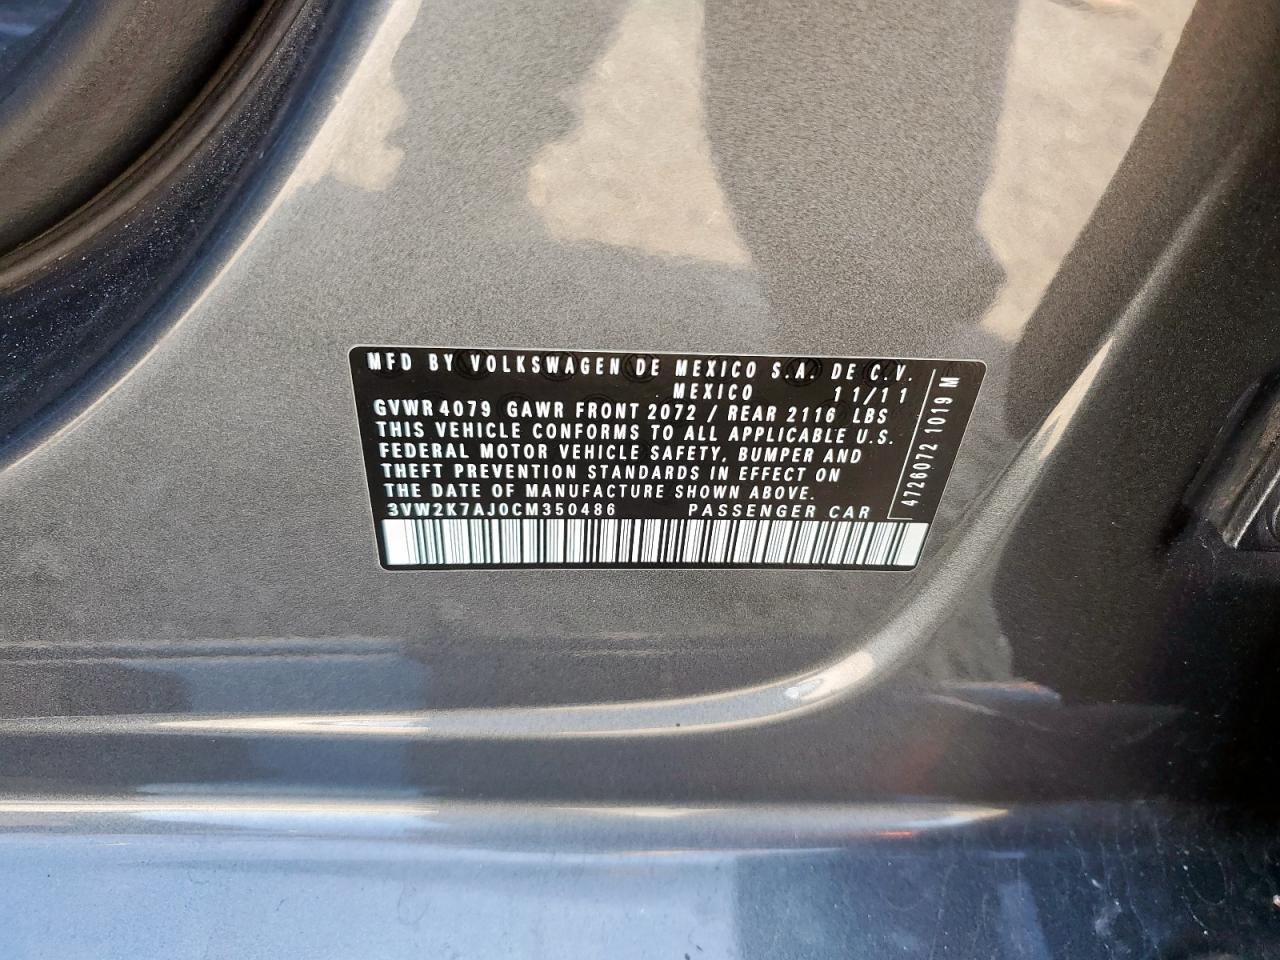 MFD BY VOLKSWAGEN DE MEXICO S.A. DE C.V.
MEXICO 11/11
GVWR 4079 GAWR FRONT 2072 / REAR 2116 LBS
THIS VEHICLE CONFORMS TO ALL APPLICABLE U.S.
FEDERAL MOTOR VEHICLE SAFETY, BUMPER AND
THEFT PREVENTION STANDARDS IN EFFECT ON
THE DATE OF MANUFACTURE SHOWN ABOVE.
3VW2K7AJ0CM350486 PASSENGER CAR
4726072 1019 M